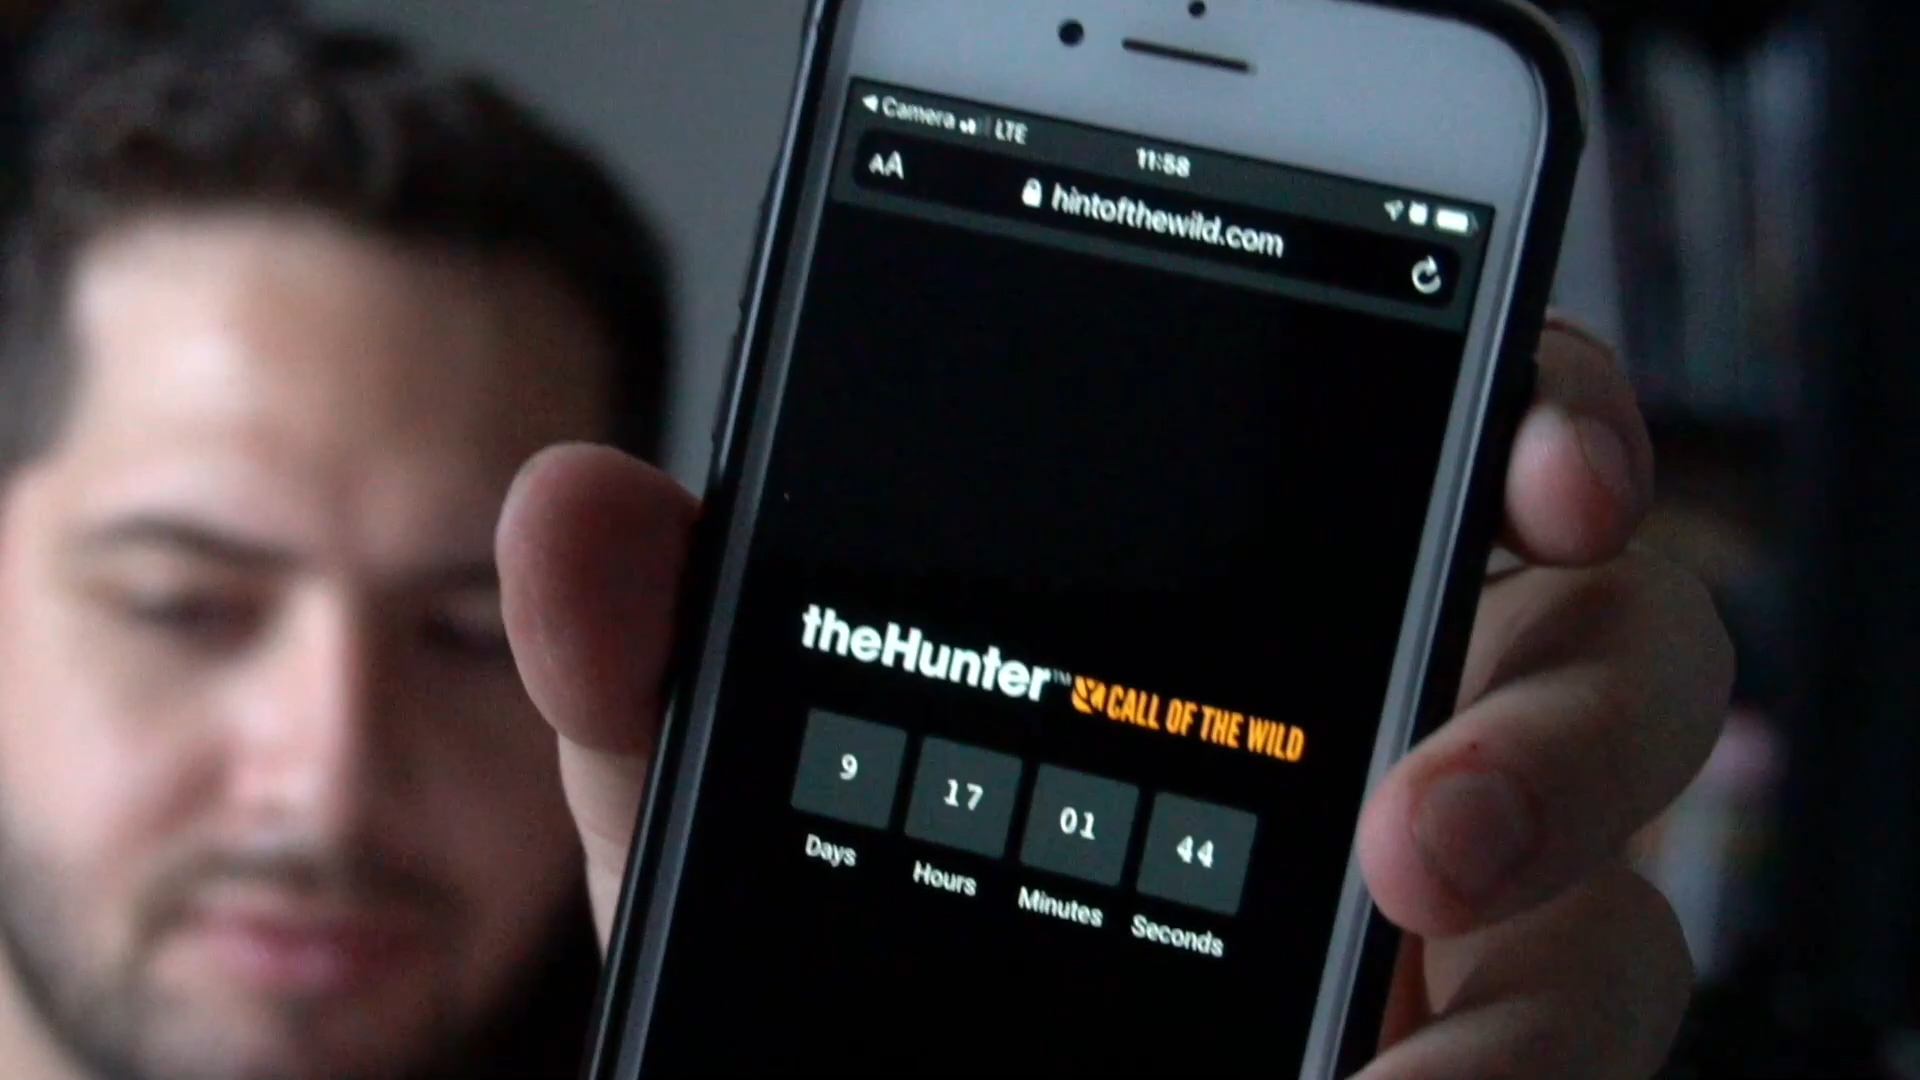 ◀ Camera LTE
11:58
AA hintofthewild.com
theHunter™ CALL OF THE WILD
9 17 01 44
Days Hours Minutes Seconds